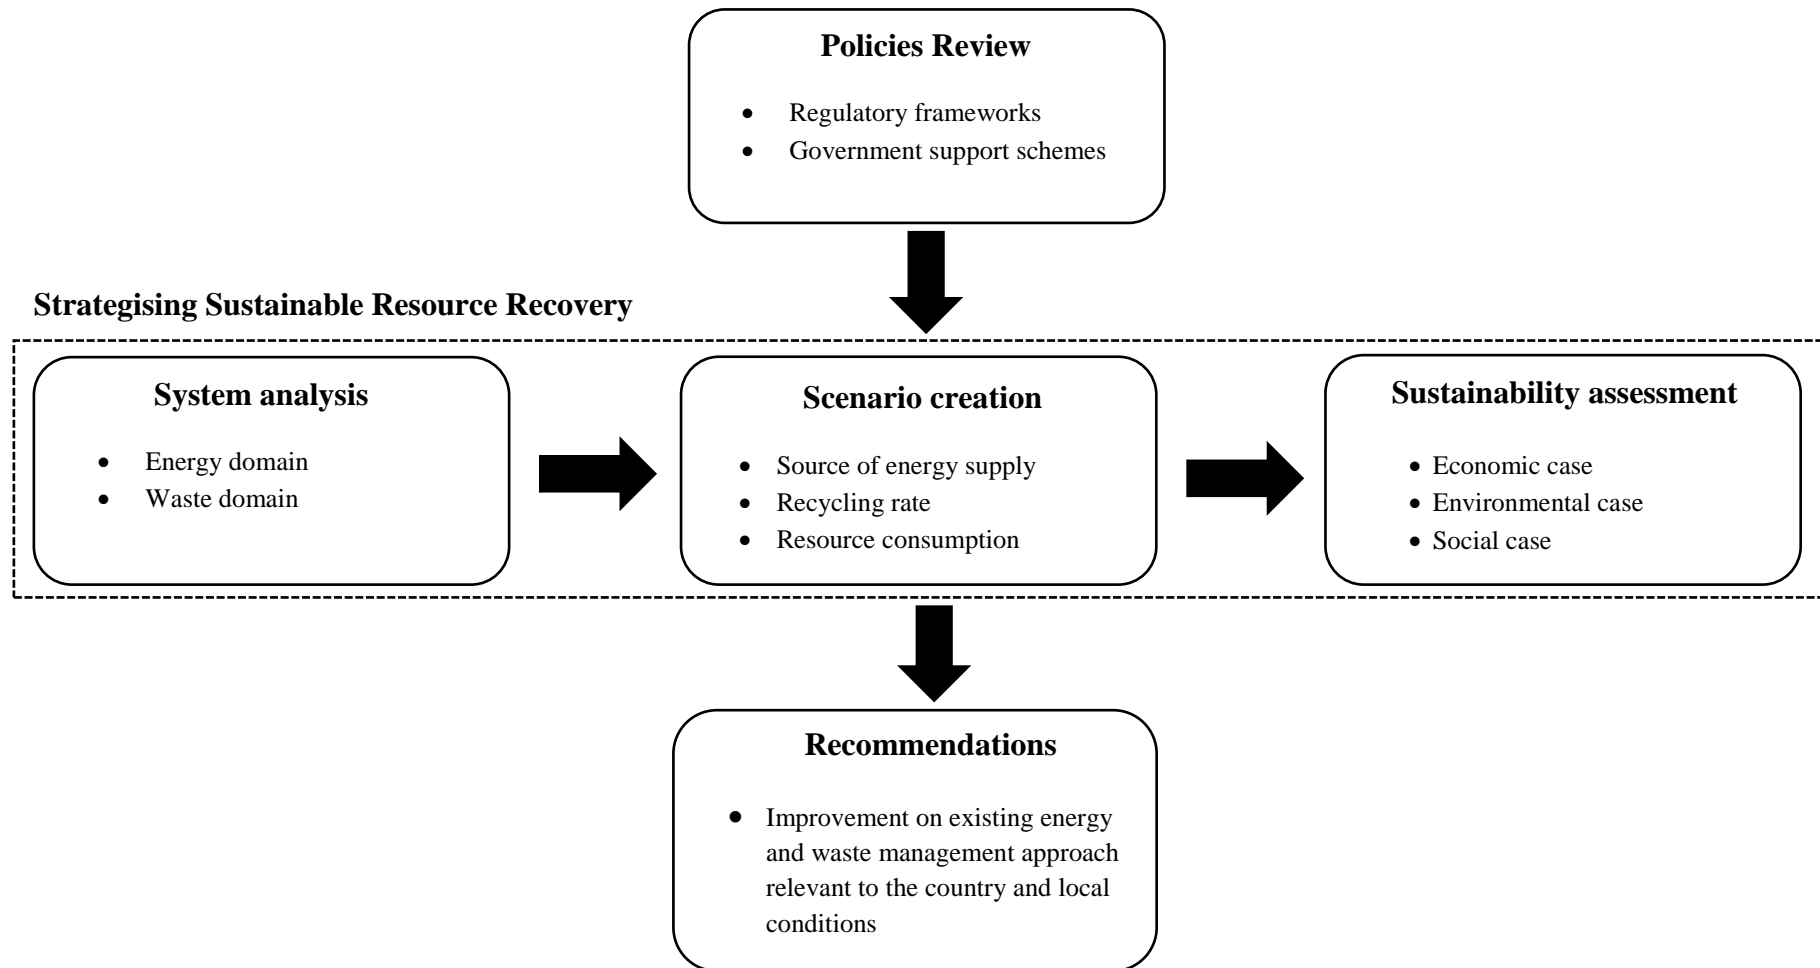 Policies Review
• Regulatory frameworks
• Government support schemes
Strategising Sustainable Resource Recovery
System analysis
• Energy domain
• Waste domain
Scenario creation
• Source of energy supply
• Recycling rate
• Resource consumption
Sustainability assessment
• Economic case
• Environmental case
• Social case
Recommendations
• Improvement on existing energy
and waste management approach
relevant to the country and local
conditions